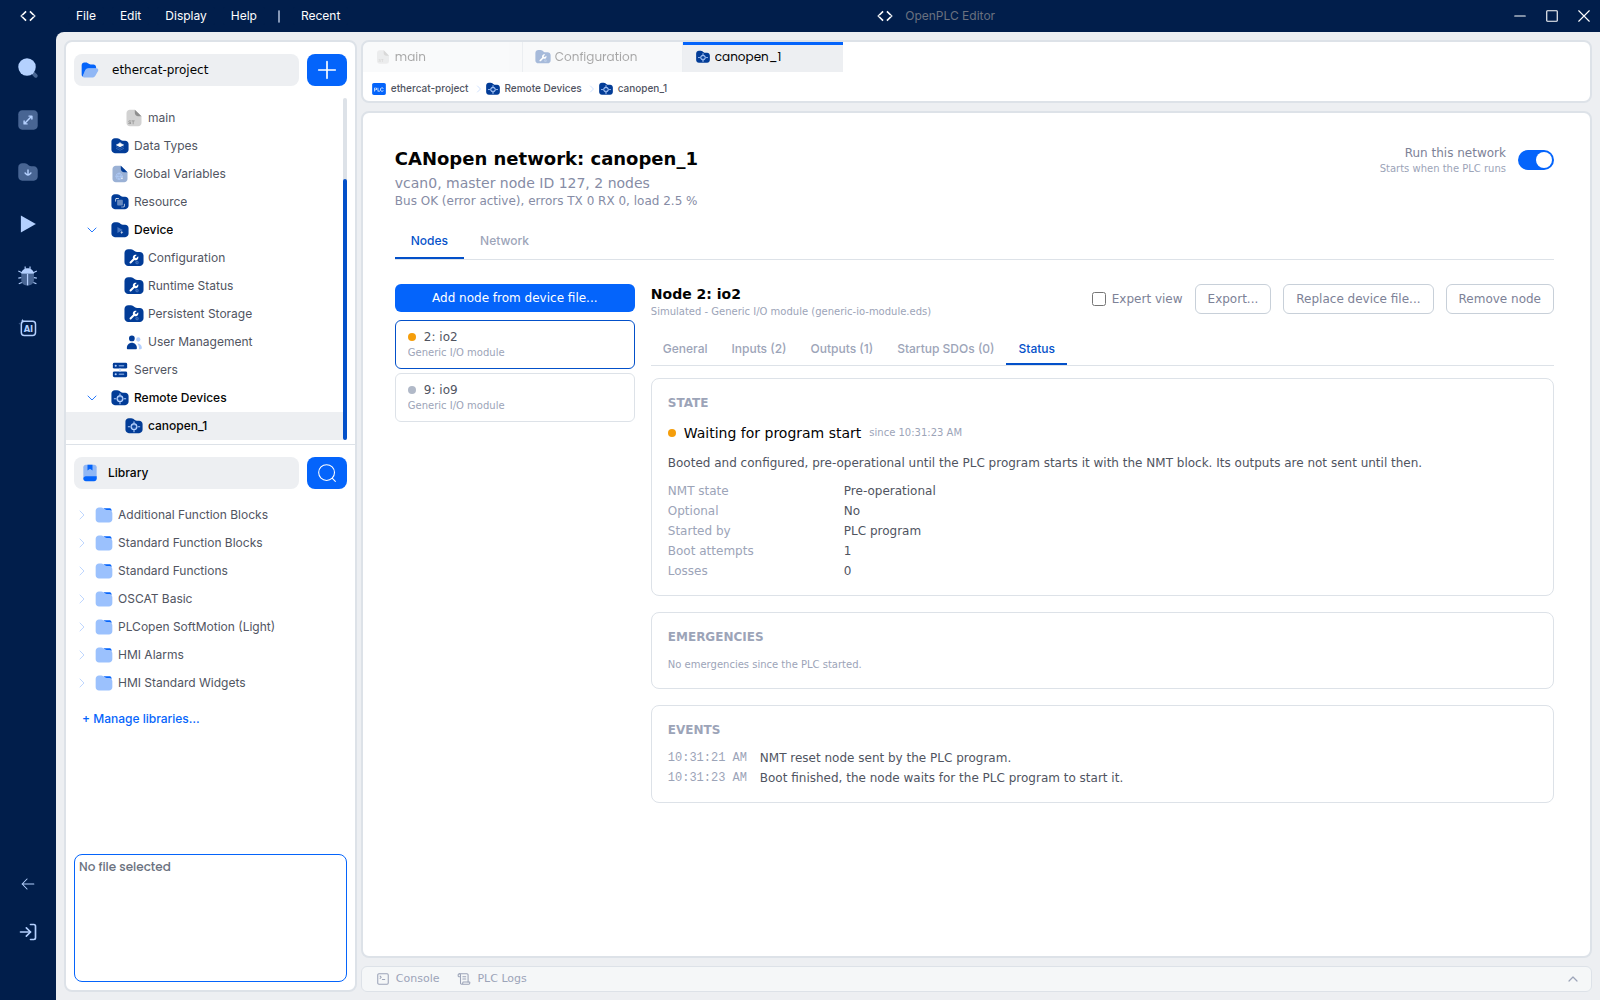 File Edit Display Help | Recent
OpenPLC Editor
ethercat-project
main
Data Types
Global Variables
Resource
Device
Configuration
Runtime Status
Persistent Storage
User Management
Servers
Remote Devices
canopen_1
Library
Additional Function Blocks
Standard Function Blocks
Standard Functions
OSCAT Basic
PLCopen SoftMotion (Light)
HMI Alarms
HMI Standard Widgets
+ Manage libraries...
No file selected
main Configuration canopen_1
PLC ethercat-project Remote Devices canopen_1
CANopen network: canopen_1
vcan0, master node ID 127, 2 nodes
Bus OK (error active), errors TX 0 RX 0, load 2.5 %
Run this network
Starts when the PLC runs
Nodes Network
Add node from device file...
2: io2
Generic I/O module
9: io9
Generic I/O module
Node 2: io2
Simulated - Generic I/O module (generic-io-module.eds)
Expert view Export... Replace device file... Remove node
General Inputs (2) Outputs (1) Startup SDOs (0) Status
STATE
Waiting for program start since 10:31:23 AM
Booted and configured, pre-operational until the PLC program starts it with the NMT block. Its outputs are not sent until then.
NMT state Pre-operational
Optional No
Started by PLC program
Boot attempts 1
Losses 0
EMERGENCIES
No emergencies since the PLC started.
EVENTS
10:31:21 AM NMT reset node sent by the PLC program.
10:31:23 AM Boot finished, the node waits for the PLC program to start it.
AI
Console PLC Logs